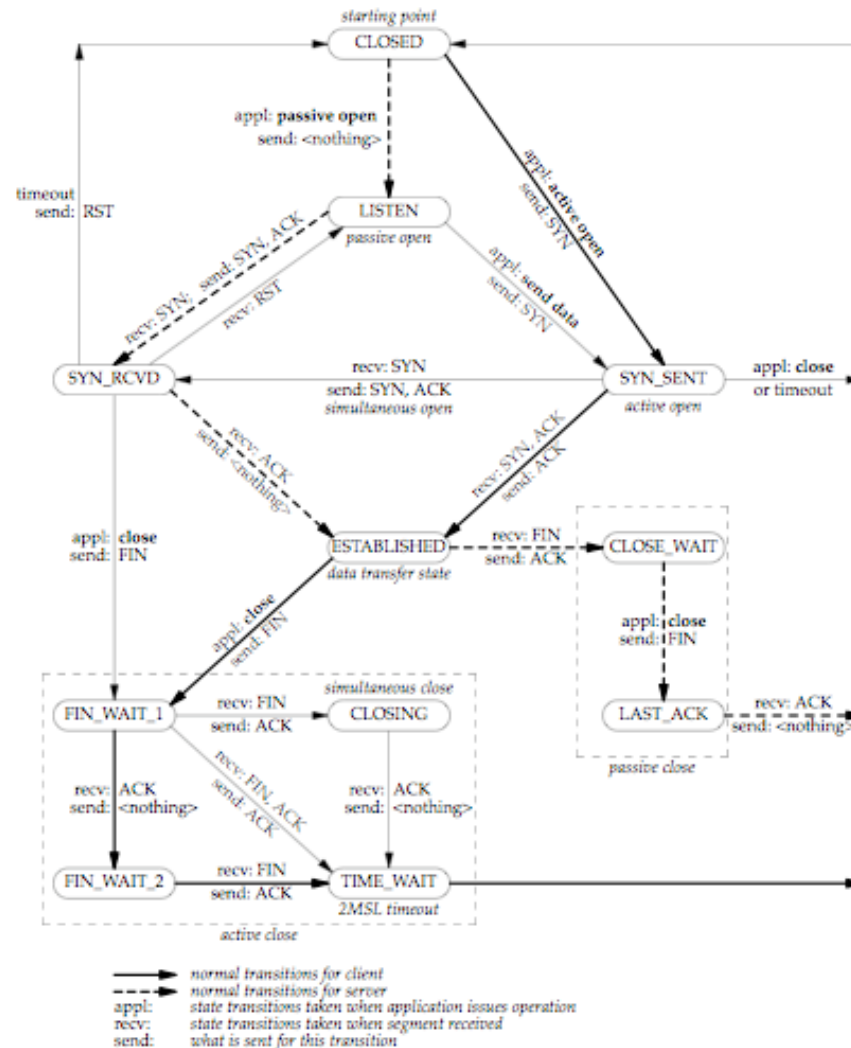 starting point
CLOSED
appl: passive open
send: <nothing>
appl: active open
send: SYN
timeout
send: RST
LISTEN
passive open
recv: SYN; send: SYN, ACK
recv: RST
appl: send data
send: SYN
SYN_RCVD
recv: SYN
send: SYN, ACK
simultaneous open
SYN_SENT
active open
appl: close
or timeout
recv: ACK
send: <nothing>
recv: SYN, ACK
send: ACK
appl: close
send: FIN
ESTABLISHED
data transfer state
recv: FIN
send: ACK
CLOSE_WAIT
appl: close
send: FIN
appl: close
send: FIN
simultaneous close
FIN_WAIT_1
recv: FIN
send: ACK
CLOSING
LAST_ACK
recv: ACK
send: <nothing>
passive close
recv: ACK
send: <nothing>
recv: FIN, ACK
send: ACK
recv: ACK
send: <nothing>
FIN_WAIT_2
recv: FIN
send: ACK
TIME_WAIT
2MSL timeout
active close
normal transitions for client
normal transitions for server
appl: state transitions taken when application issues operation
recv: state transitions taken when segment received
send: what is sent for this transition